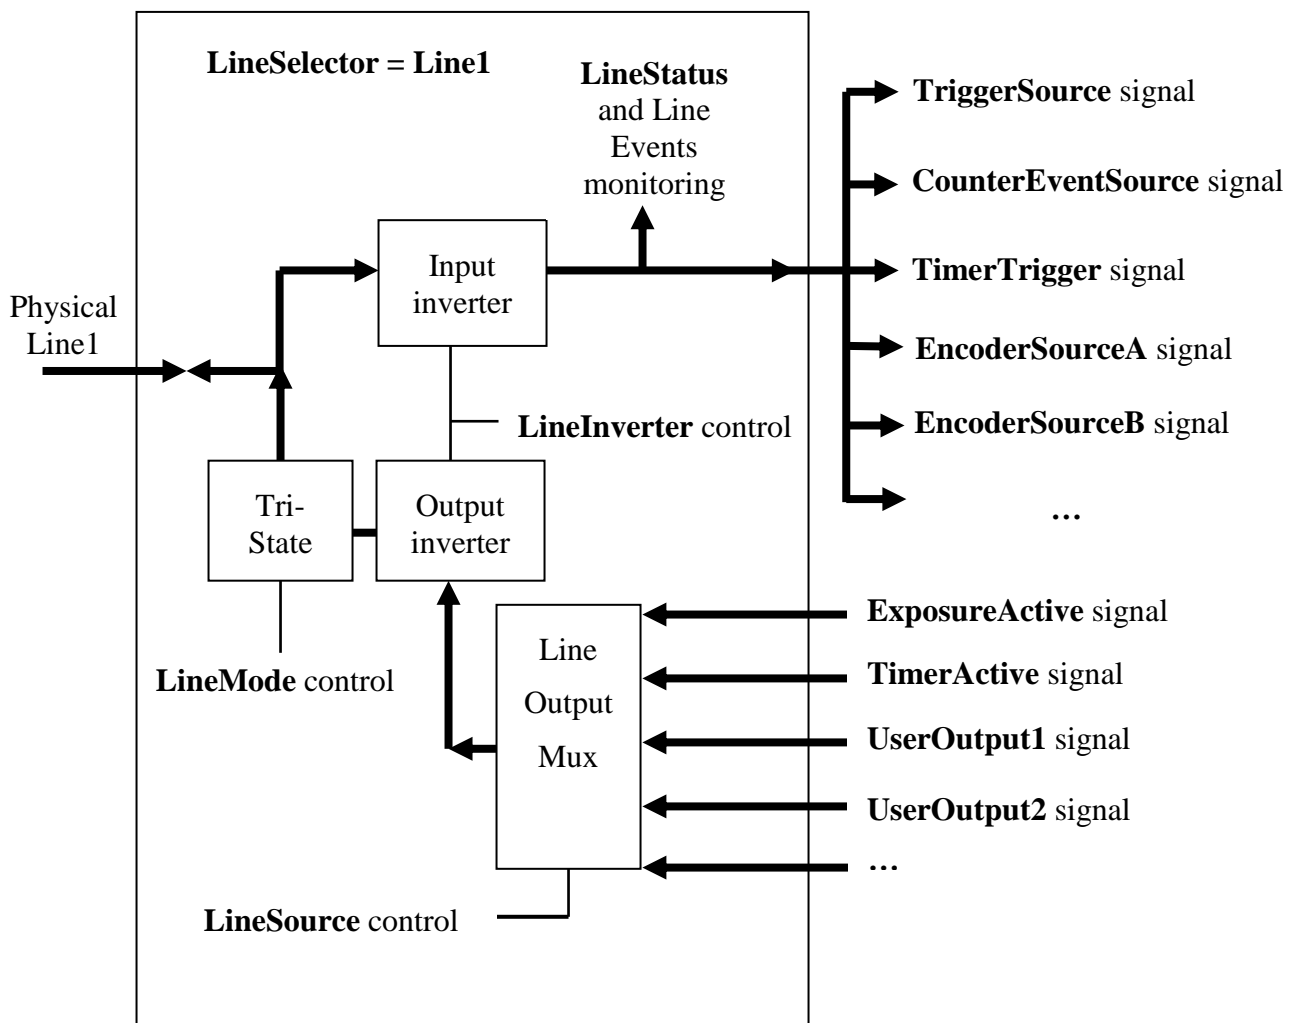 LineSelector = Line1
LineStatus
and Line
Events
monitoring
TriggerSource signal
CounterEventSource signal
TimerTrigger signal
EncoderSourceA signal
EncoderSourceB signal
...
Physical
Line1
Input
inverter
LineInverter control
Tri-
State
Output
inverter
LineMode control
Line
Output
Mux
ExposureActive signal
TimerActive signal
UserOutput1 signal
UserOutput2 signal
...
LineSource control